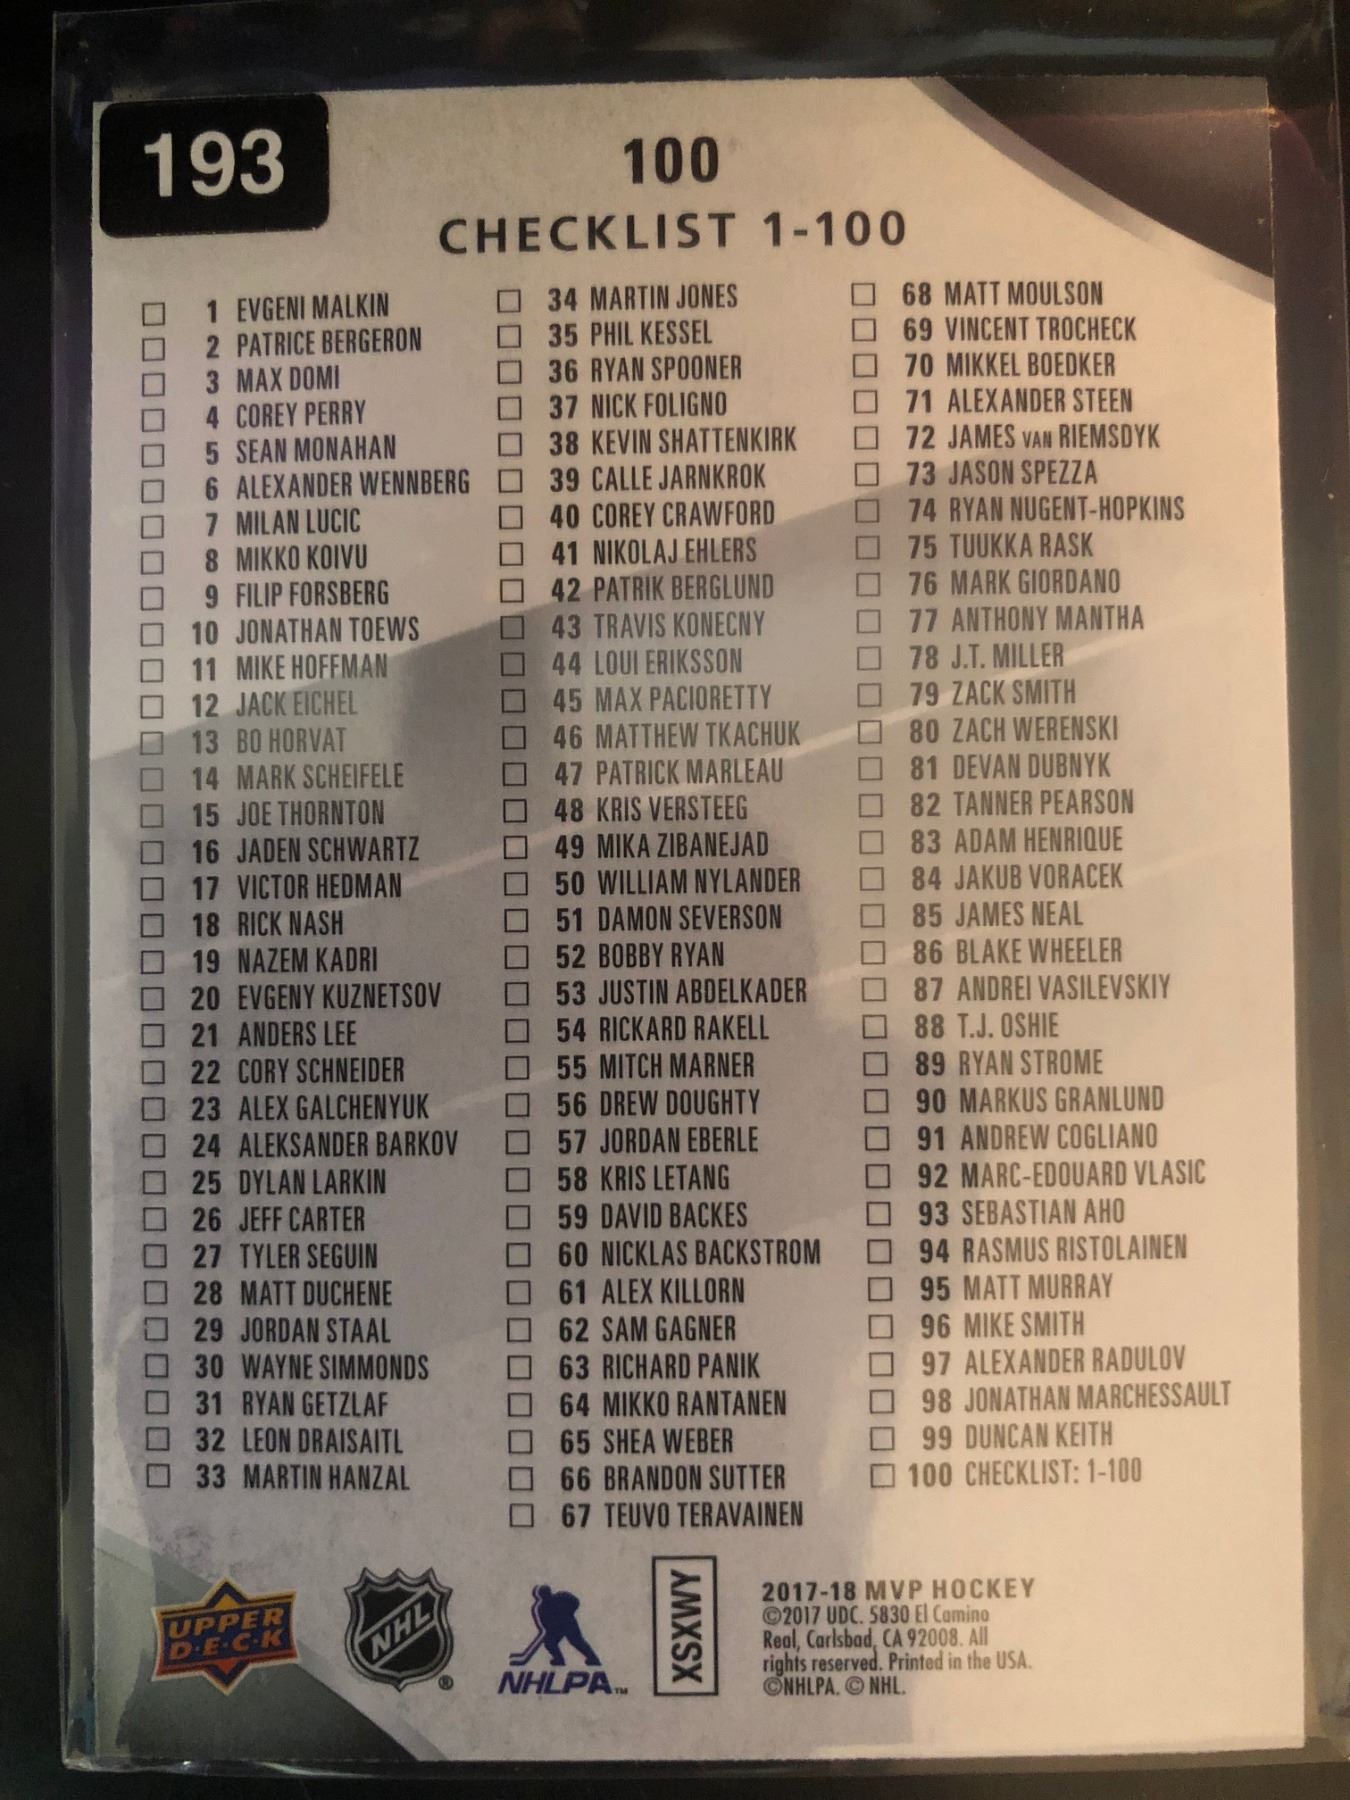 193
100
CHECKLIST 1-100
1 EVGENI MALKIN
2 PATRICE BERGERON
3 MAX DOMI
4 COREY PERRY
5 SEAN MONAHAN
6 ALEXANDER WENNBERG
7 MILAN LUCIC
8 MIKKO KOIVU
9 FILIP FORSBERG
10 JONATHAN TOEWS
11 MIKE HOFFMAN
12 JACK EICHEL
13 BO HORVAT
14 MARK SCHEIFELE
15 JOE THORNTON
16 JADEN SCHWARTZ
17 VICTOR HEDMAN
18 RICK NASH
19 NAZEM KADRI
20 EVGENY KUZNETSOV
21 ANDERS LEE
22 CORY SCHNEIDER
23 ALEX GALCHENYUK
24 ALEKSANDER BARKOV
25 DYLAN LARKIN
26 JEFF CARTER
27 TYLER SEGUIN
28 MATT DUCHENE
29 JORDAN STAAL
30 WAYNE SIMMONDS
31 RYAN GETZLAF
32 LEON DRAISAITL
33 MARTIN HANZAL
34 MARTIN JONES
35 PHIL KESSEL
36 RYAN SPOONER
37 NICK FOLIGNO
38 KEVIN SHATTENKIRK
39 CALLE JARNKROK
40 COREY CRAWFORD
41 NIKOLAJ EHLERS
42 PATRIK BERGLUND
43 TRAVIS KONECNY
44 LOUI ERIKSSON
45 MAX PACIORETTY
46 MATTHEW TKACHUK
47 PATRICK MARLEAU
48 KRIS VERSTEEG
49 MIKA ZIBANEJAD
50 WILLIAM NYLANDER
51 DAMON SEVERSON
52 BOBBY RYAN
53 JUSTIN ABDELKADER
54 RICKARD RAKELL
55 MITCH MARNER
56 DREW DOUGHTY
57 JORDAN EBERLE
58 KRIS LETANG
59 DAVID BACKES
60 NICKLAS BACKSTROM
61 ALEX KILLORN
62 SAM GAGNER
63 RICHARD PANIK
64 MIKKO RANTANEN
65 SHEA WEBER
66 BRANDON SUTTER
67 TEUVO TERAVAINEN
68 MATT MOULSON
69 VINCENT TROCHECK
70 MIKKEL BOEDKER
71 ALEXANDER STEEN
72 JAMES VAN RIEMSDYK
73 JASON SPEZZA
74 RYAN NUGENT-HOPKINS
75 TUUKKA RASK
76 MARK GIORDANO
77 ANTHONY MANTHA
78 J.T. MILLER
79 ZACK SMITH
80 ZACH WERENSKI
81 DEVAN DUBNYK
82 TANNER PEARSON
83 ADAM HENRIQUE
84 JAKUB VORACEK
85 JAMES NEAL
86 BLAKE WHEELER
87 ANDREI VASILEVSKIY
88 T.J. OSHIE
89 RYAN STROME
90 MARKUS GRANLUND
91 ANDREW COGLIANO
92 MARC-EDOUARD VLASIC
93 SEBASTIAN AHO
94 RASMUS RISTOLAINEN
95 MATT MURRAY
96 MIKE SMITH
97 ALEXANDER RADULOV
98 JONATHAN MARCHESSAULT
99 DUNCAN KEITH
100 CHECKLIST: 1-100
UPPER
D·E·C·K
NHL®
NHLPA™
XSXWY
2017-18 MVP HOCKEY
©2017 UDC. 5830 El Camino
Real, Carlsbad, CA 92008. All
rights reserved. Printed in the USA.
©NHLPA. © NHL.